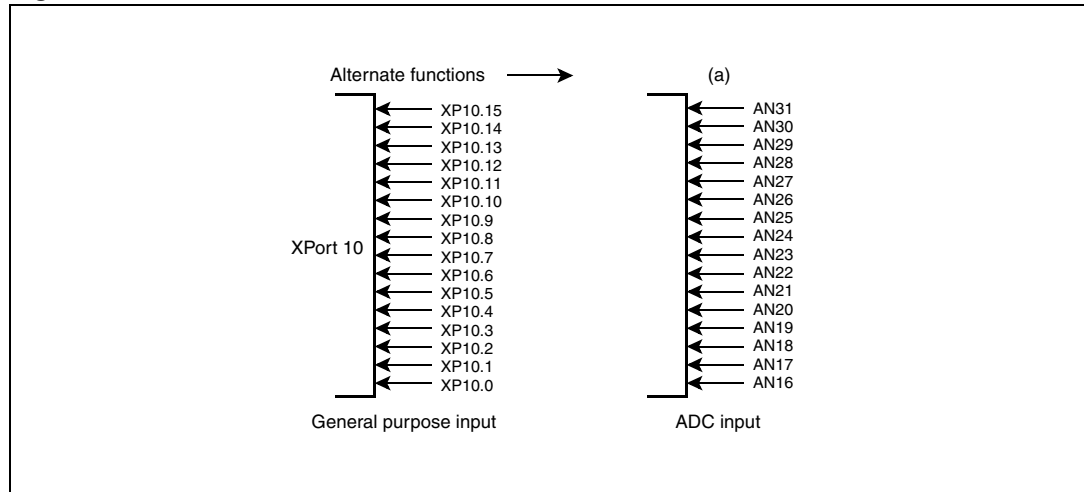 Alternate functions (a)
XP10.15 AN31
XP10.14 AN30
XP10.13 AN29
XP10.12 AN28
XP10.11 AN27
XP10.10 AN26
XP10.9 AN25
XP10.8 AN24
XPort 10 XP10.7 AN23
XP10.6 AN22
XP10.5 AN21
XP10.4 AN20
XP10.3 AN19
XP10.2 AN18
XP10.1 AN17
XP10.0 AN16
General purpose input ADC input